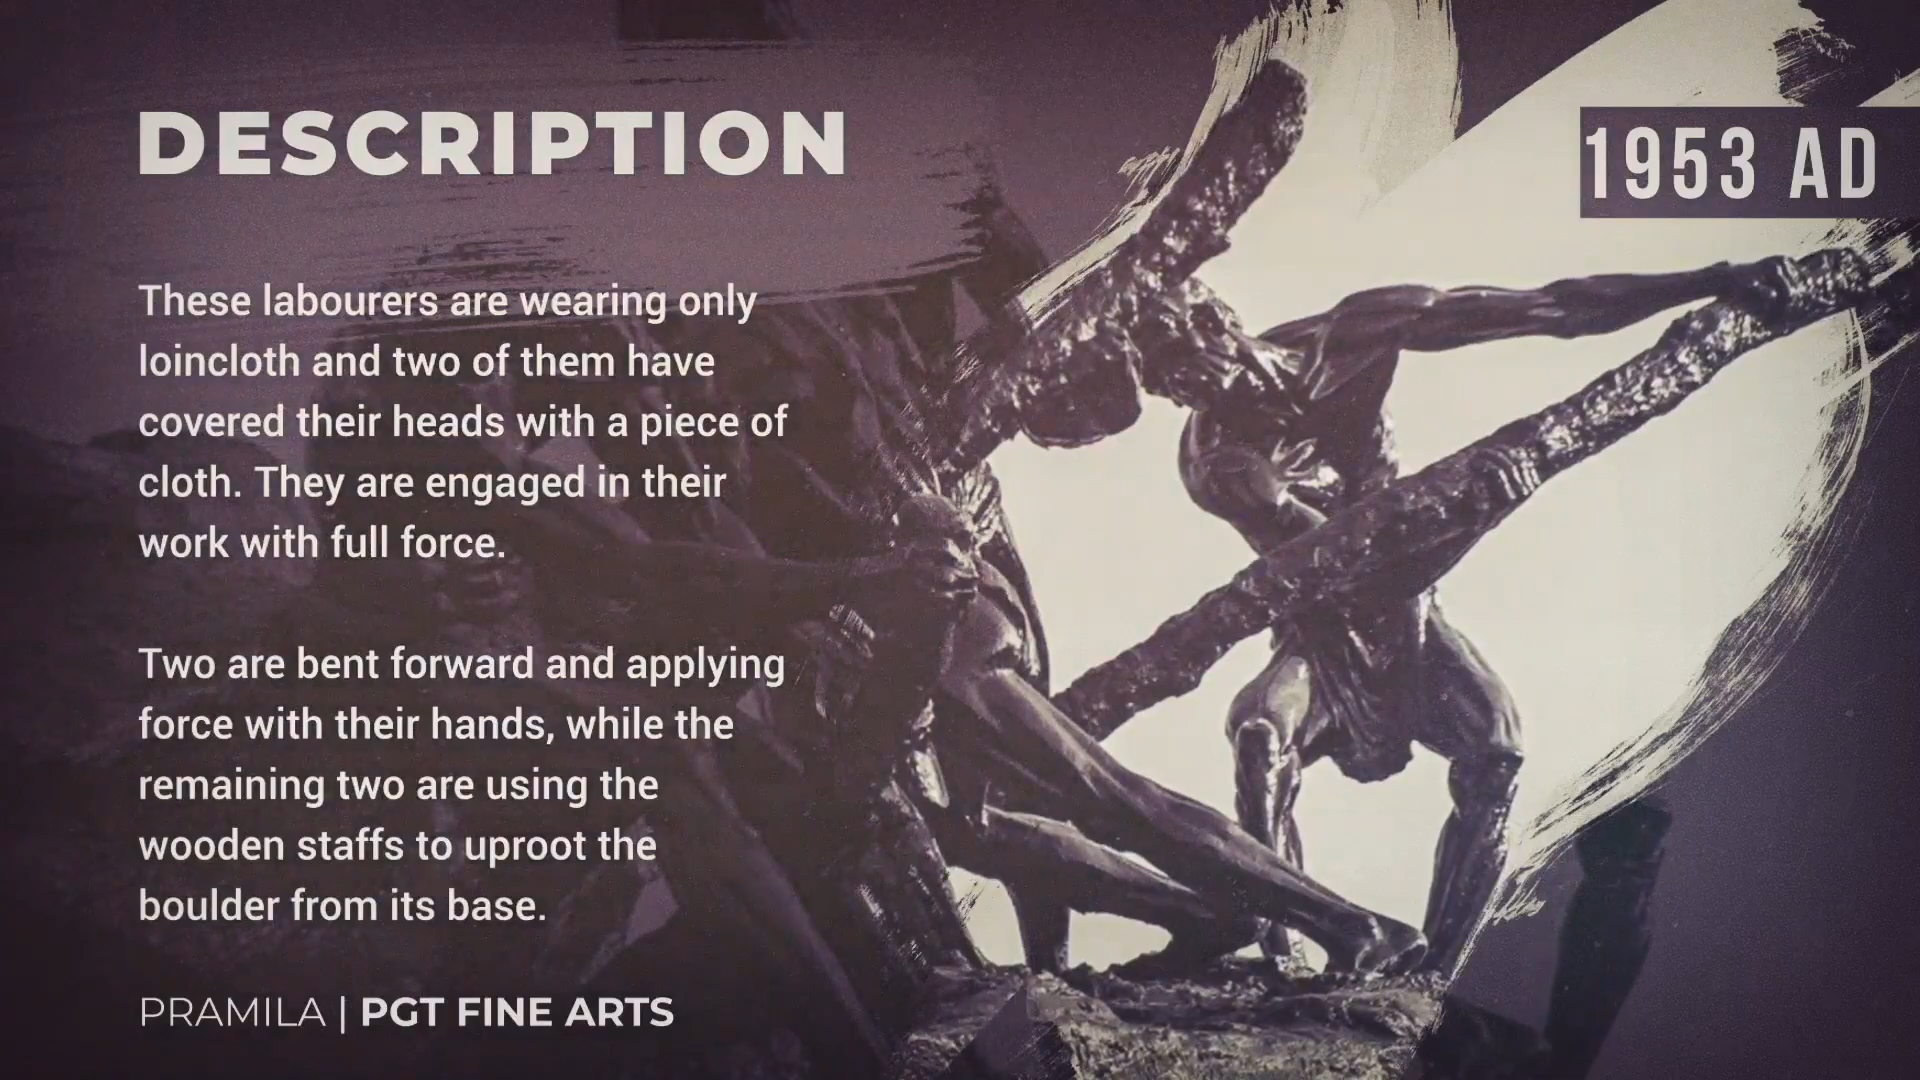 DESCRIPTION
1953 AD
These labourers are wearing only
loincloth and two of them have
covered their heads with a piece of
cloth. They are engaged in their
work with full force.
Two are bent forward and applying
force with their hands, while the
remaining two are using the
wooden staffs to uproot the
boulder from its base.
PRAMILA | PGT FINE ARTS